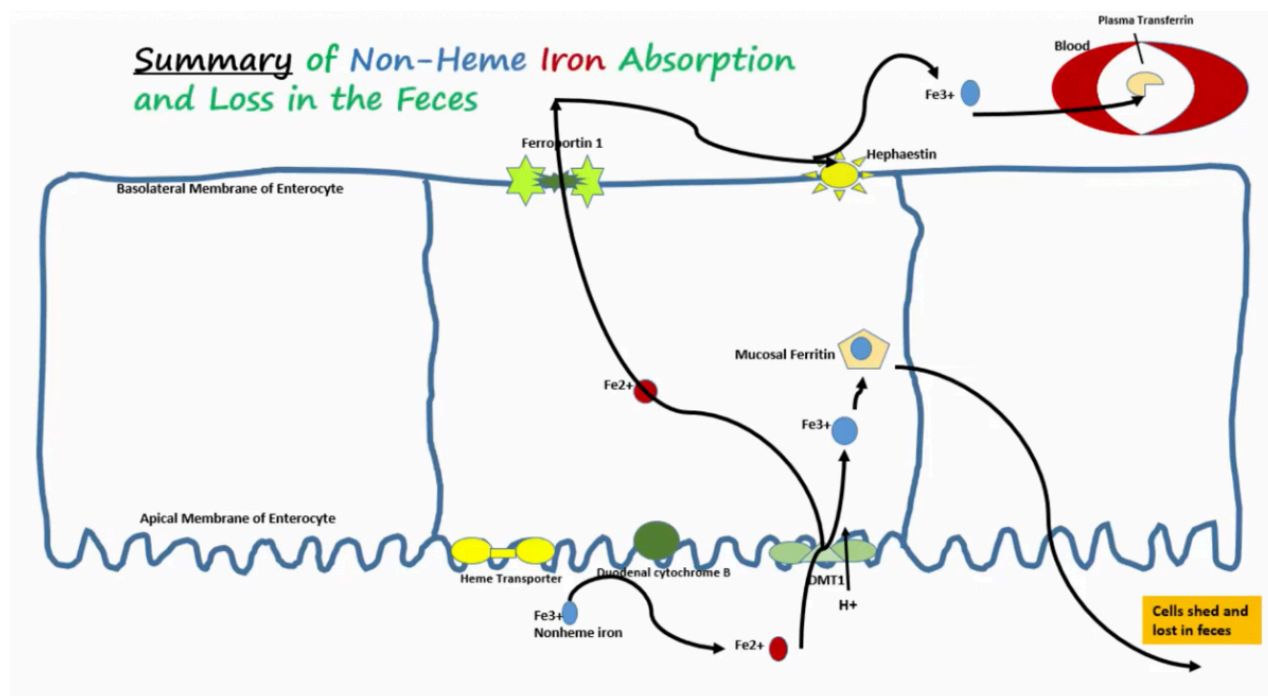 Summary of Non-Heme Iron Absorption
and Loss in the Feces
Plasma Transferrin
Blood
Fe3+
Ferroportin 1
Hephaestin
Basolateral Membrane of Enterocyte
Mucosal Ferritin
Fe2+
Fe3+
Apical Membrane of Enterocyte
Heme Transporter
Duodenal cytochrome B
DMT1
H+
Fe3+
Nonheme iron
Fe2+
Cells shed and
lost in feces